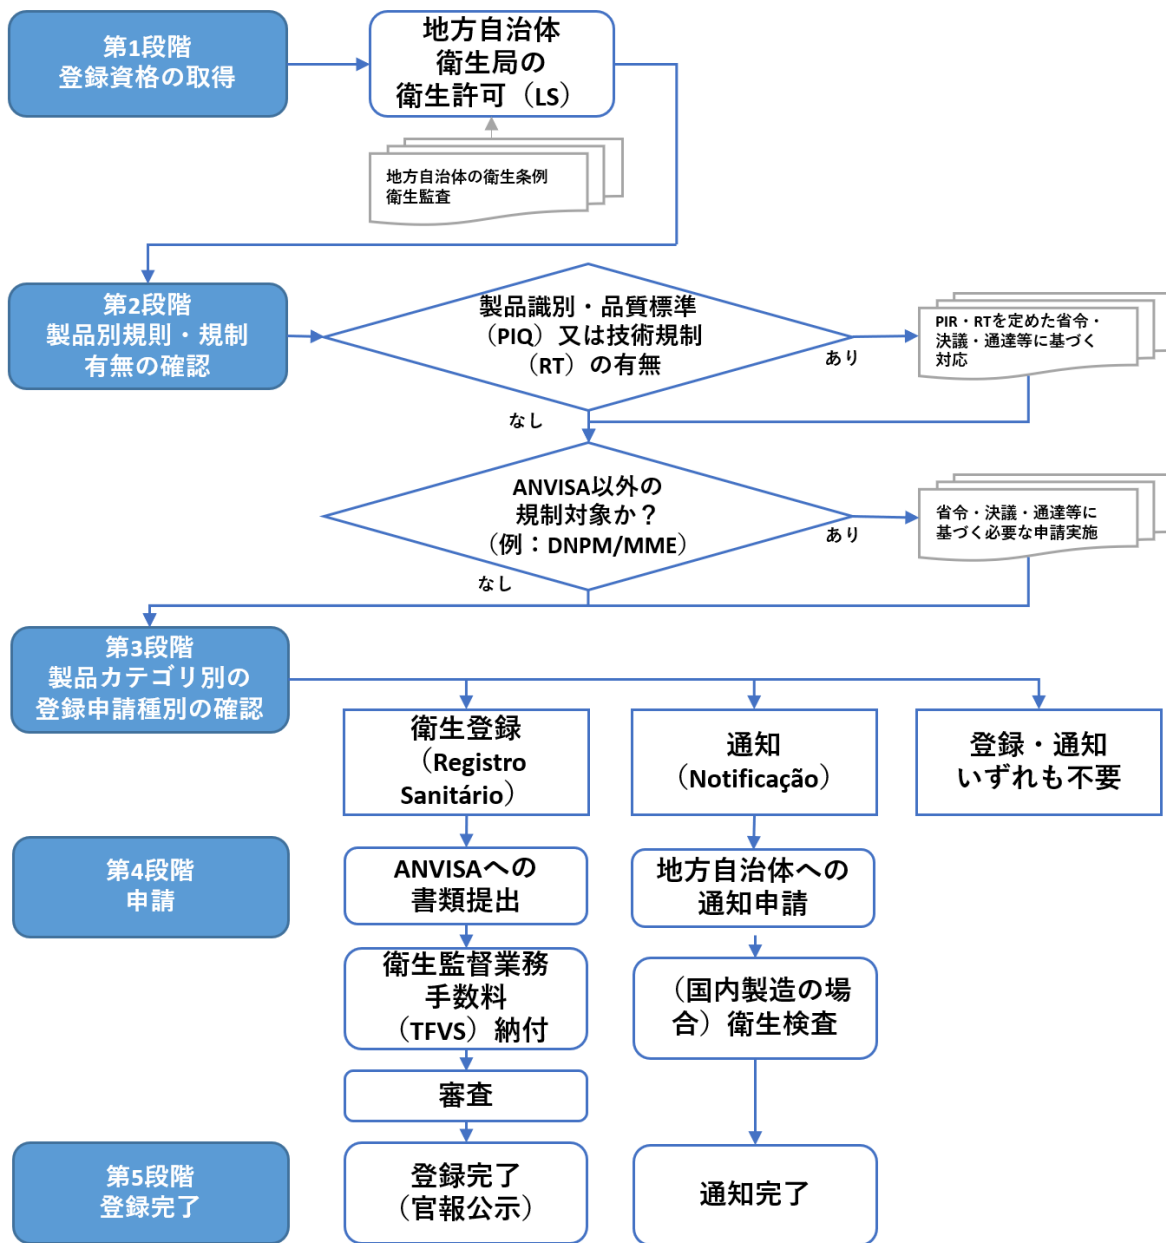 第1段階
登録資格の取得
地方自治体
衛生局の
衛生許可（LS）
地方自治体の衛生条例
衛生監査
第2段階
製品別規則・規制
有無の確認
製品識別・品質標準
（PIQ）又は技術規制
（RT）の有無
あり
PIR・RTを定めた省令・
決議・通達等に基づく
対応
なし
ANVISA以外の
規制対象か？
（例：DNPM/MME）
あり
省令・決議・通達等に
基づく必要な申請実施
なし
第3段階
製品カテゴリ別の
登録申請種別の確認
衛生登録
（Registro
Sanitário）
通知
（Notificação）
登録・通知
いずれも不要
第4段階
申請
ANVISAへの
書類提出
地方自治体への
通知申請
衛生監督業務
手数料
（TFVS）納付
（国内製造の場
合）衛生検査
審査
第5段階
登録完了
登録完了
（官報公示）
通知完了